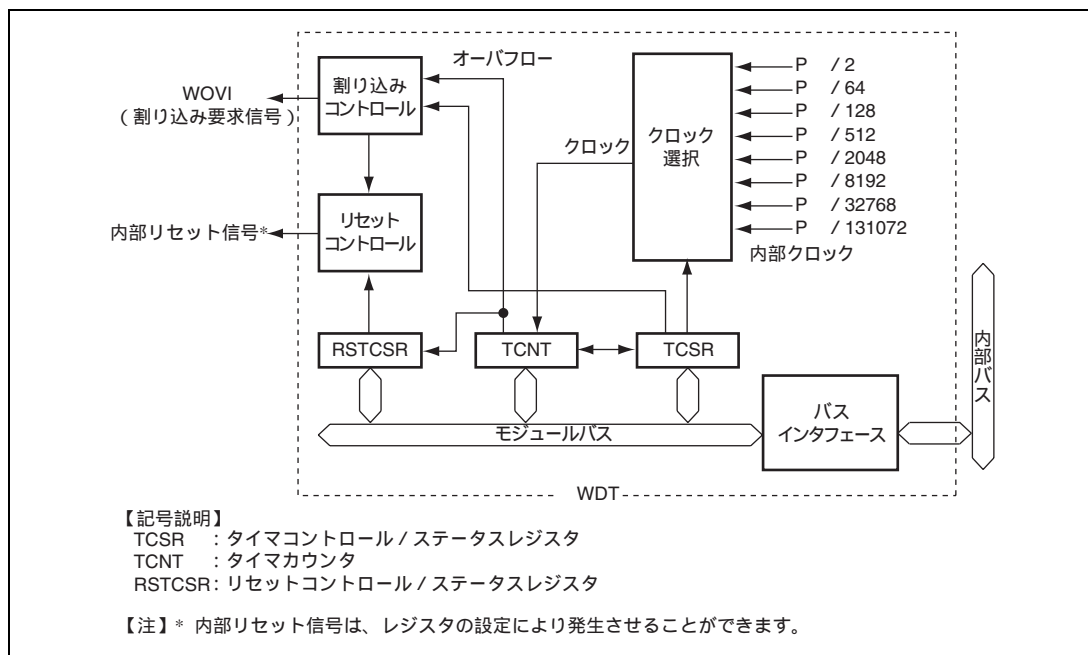 オーバフロー
割り込み
コントロール
WOVI
（割り込み要求信号）
リセット
コントロール
内部リセット信号*
クロック
クロック
選択
P /2
P /64
P /128
P /512
P /2048
P /8192
P /32768
P /131072
内部クロック
RSTCSR
TCNT
TCSR
モジュールバス
バス
インタフェース
内部バス
WDT
【記号説明】
TCSR ：タイマコントロール / ステータスレジスタ
TCNT ：タイマカウンタ
RSTCSR：リセットコントロール / ステータスレジスタ
【注】* 内部リセット信号は、レジスタの設定により発生させることができます。